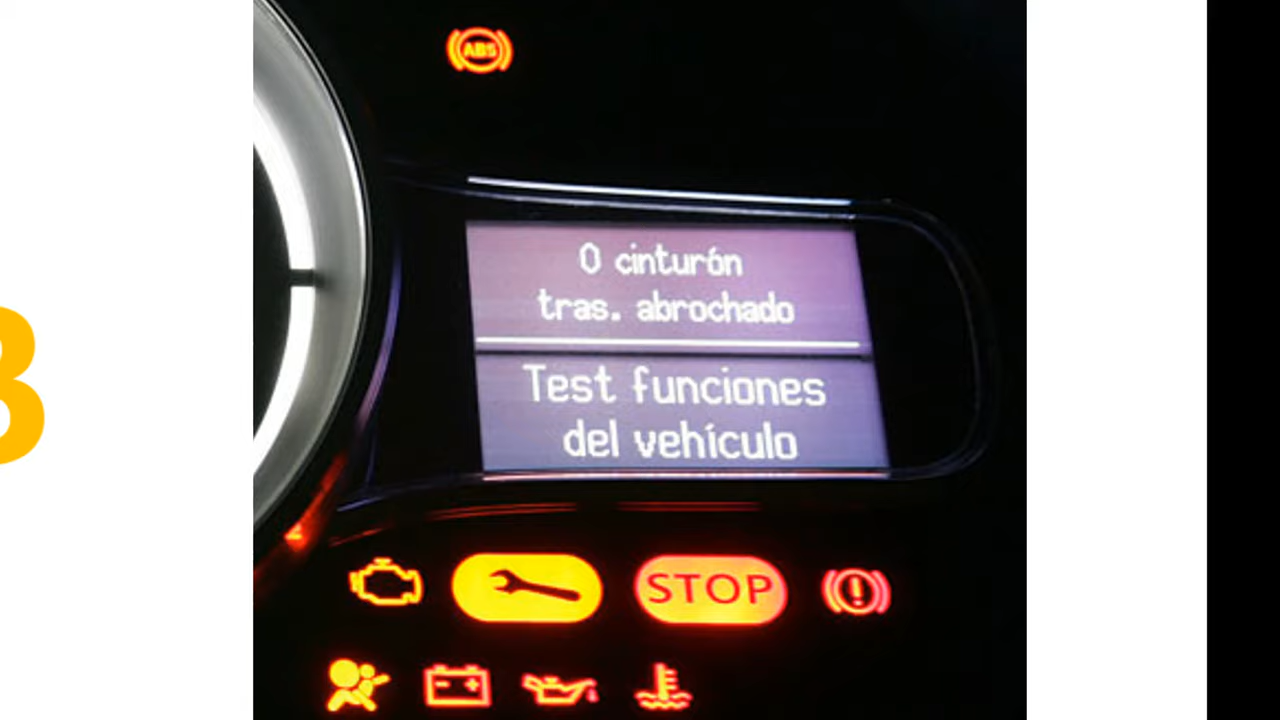 ABS
0 cinturón
tras. abrochado
Test funciones
del vehículo
STOP